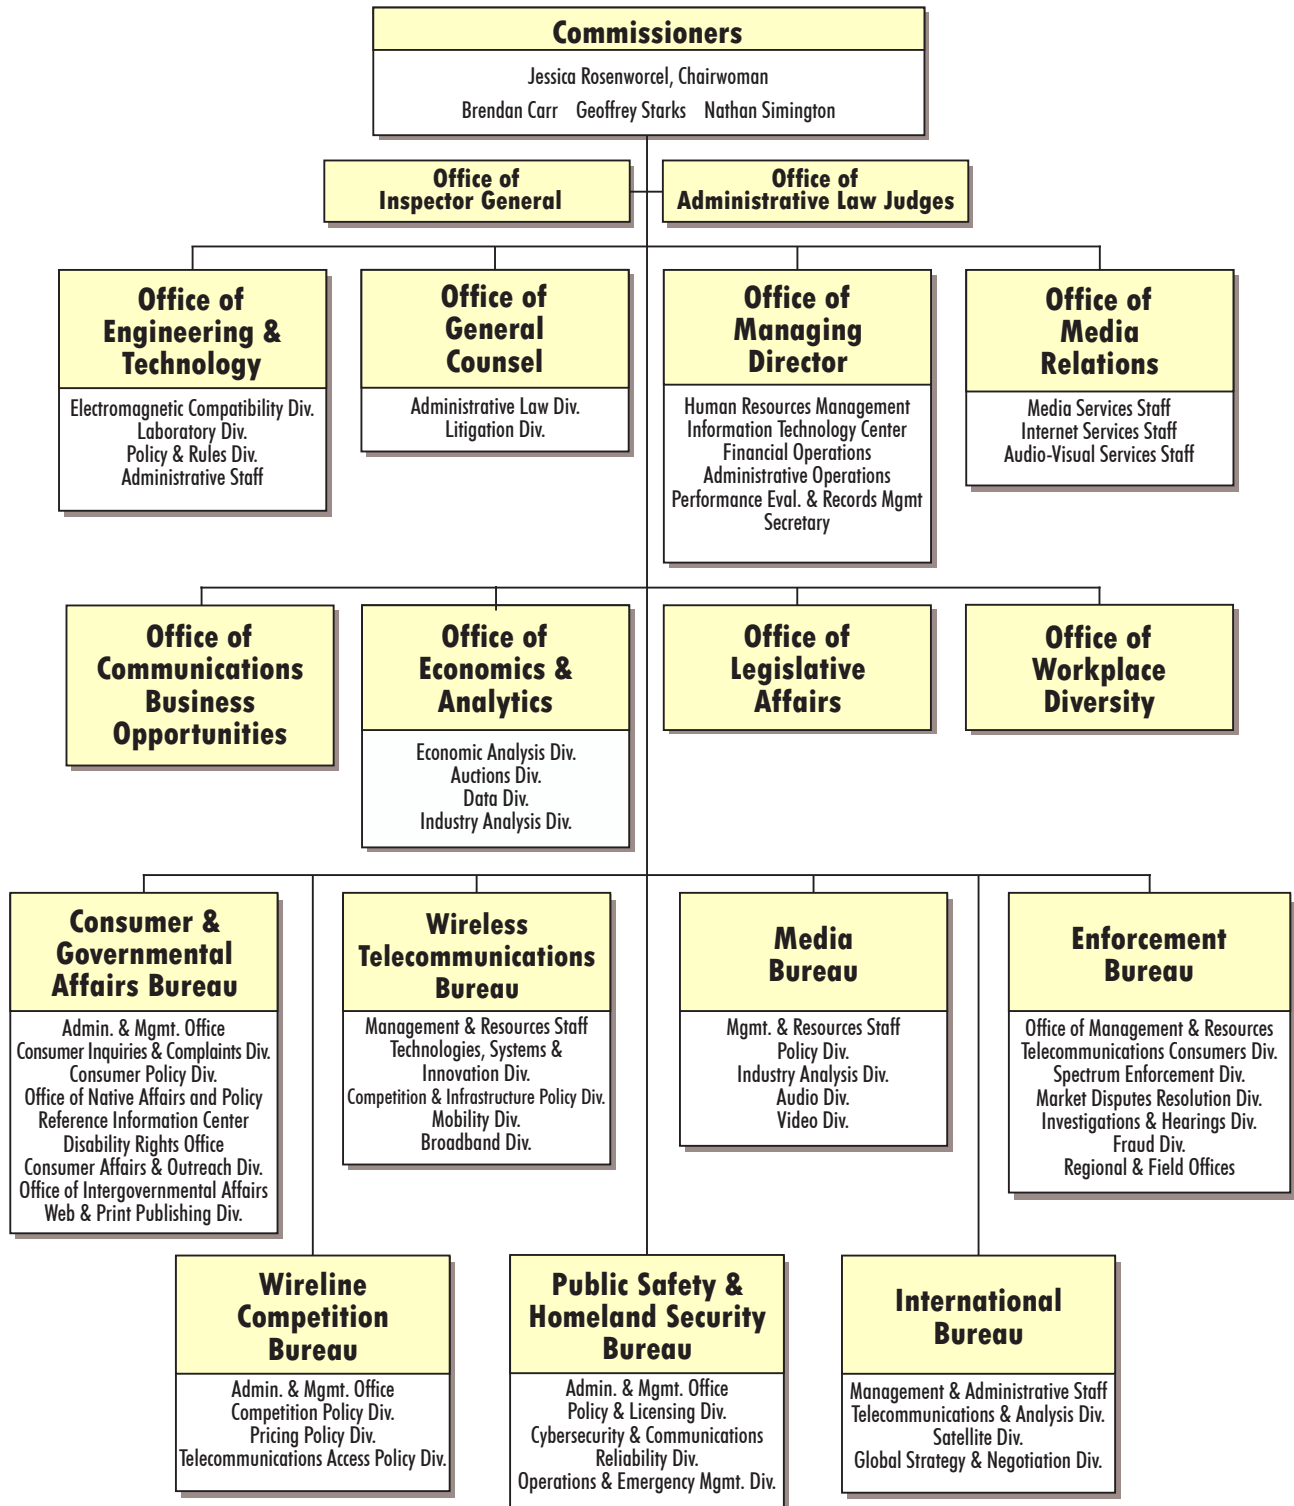 Commissioners
Jessica Rosenworcel, Chairwoman
Brendan Carr Geoffrey Starks Nathan Simington
Office of
Inspector General
Office of
Administrative Law Judges
Office of
Engineering &
Technology
Electromagnetic Compatibility Div.
Laboratory Div.
Policy & Rules Div.
Administrative Staff
Office of
General
Counsel
Administrative Law Div.
Litigation Div.
Office of
Managing
Director
Human Resources Management
Information Technology Center
Financial Operations
Administrative Operations
Performance Eval. & Records Mgmt
Secretary
Office of
Media
Relations
Media Services Staff
Internet Services Staff
Audio-Visual Services Staff
Office of
Communications
Business
Opportunities
Office of
Economics &
Analytics
Economic Analysis Div.
Auctions Div.
Data Div.
Industry Analysis Div.
Office of
Legislative
Affairs
Office of
Workplace
Diversity
Consumer &
Governmental
Affairs Bureau
Admin. & Mgmt. Office
Consumer Inquiries & Complaints Div.
Consumer Policy Div.
Office of Native Affairs and Policy
Reference Information Center
Disability Rights Office
Consumer Affairs & Outreach Div.
Office of Intergovernmental Affairs
Web & Print Publishing Div.
Wireless
Telecommunications
Bureau
Management & Resources Staff
Technologies, Systems &
Innovation Div.
Competition & Infrastructure Policy Div.
Mobility Div.
Broadband Div.
Media
Bureau
Mgmt. & Resources Staff
Policy Div.
Industry Analysis Div.
Audio Div.
Video Div.
Enforcement
Bureau
Office of Management & Resources
Telecommunications Consumers Div.
Spectrum Enforcement Div.
Market Disputes Resolution Div.
Investigations & Hearings Div.
Fraud Div.
Regional & Field Offices
Wireline
Competition
Bureau
Admin. & Mgmt. Office
Competition Policy Div.
Pricing Policy Div.
Telecommunications Access Policy Div.
Public Safety &
Homeland Security
Bureau
Admin. & Mgmt. Office
Policy & Licensing Div.
Cybersecurity & Communications
Reliability Div.
Operations & Emergency Mgmt. Div.
International
Bureau
Management & Administrative Staff
Telecommunications & Analysis Div.
Satellite Div.
Global Strategy & Negotiation Div.